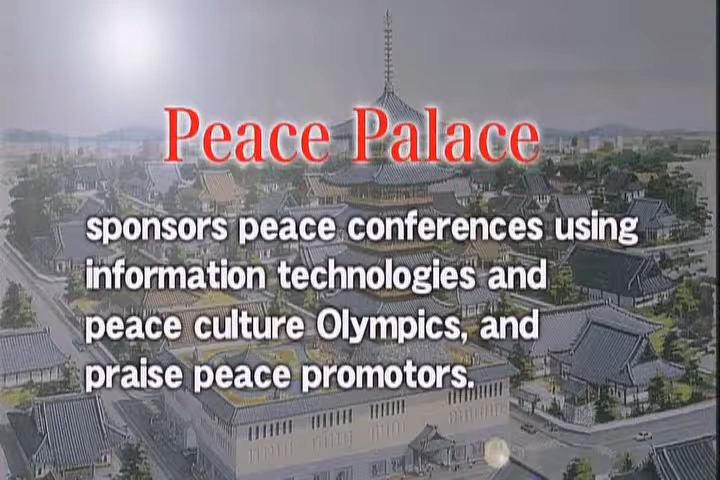 Peace Palace
sponsors peace conferences using
information technologies and
peace culture Olympics, and
praise peace promotors.